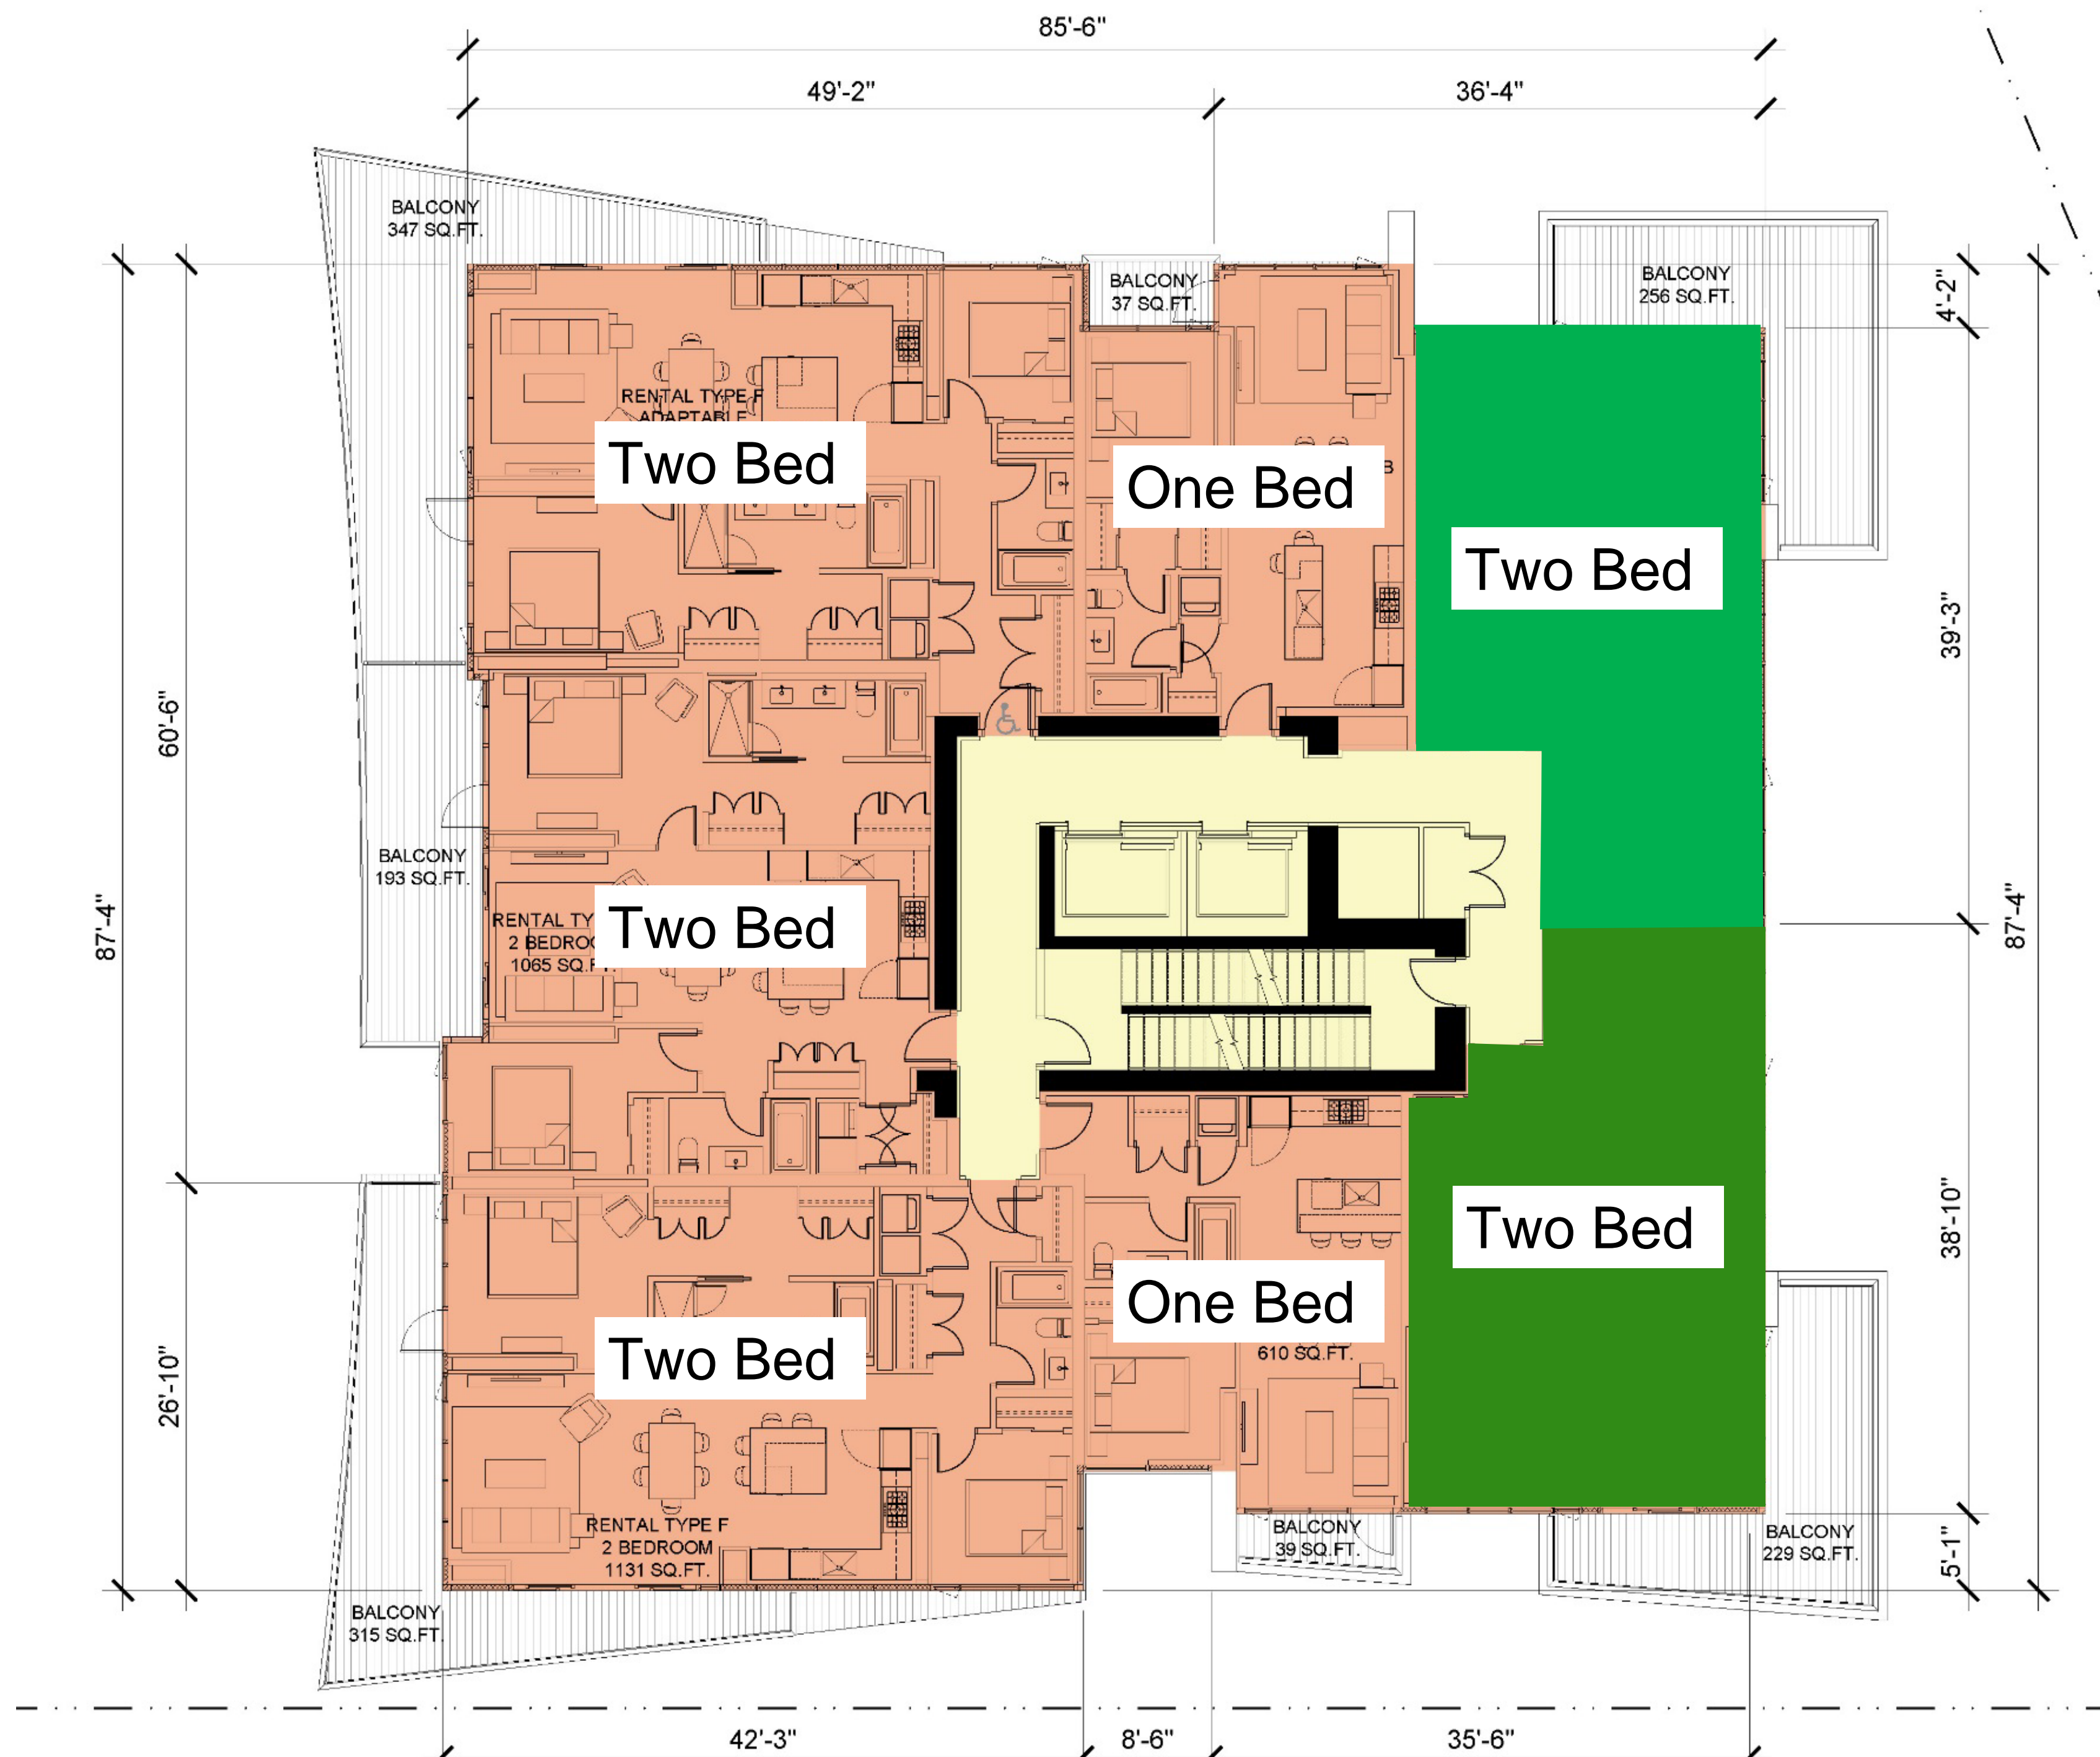 85'-6"
49'-2"
36'-4"
BALCONY
347 SQ.FT.
BALCONY
37 SQ.FT.
BALCONY
256 SQ.FT.
4'-2"
RENTAL TYPE F
ADAPTABLE
Two Bed
One Bed
B
Two Bed
39'-3"
60'-6"
87'-4"
87'-4"
BALCONY
193 SQ.FT.
RENTAL TY
2 BEDROO
1065 SQ.FT.
Two Bed
Two Bed
38'-10"
One Bed
610 SQ.FT.
Two Bed
26'-10"
RENTAL TYPE F
2 BEDROOM
1131 SQ.FT.
BALCONY
39 SQ.FT.
BALCONY
229 SQ.FT.
5'-1"
BALCONY
315 SQ.FT.
42'-3"
8'-6"
35'-6"